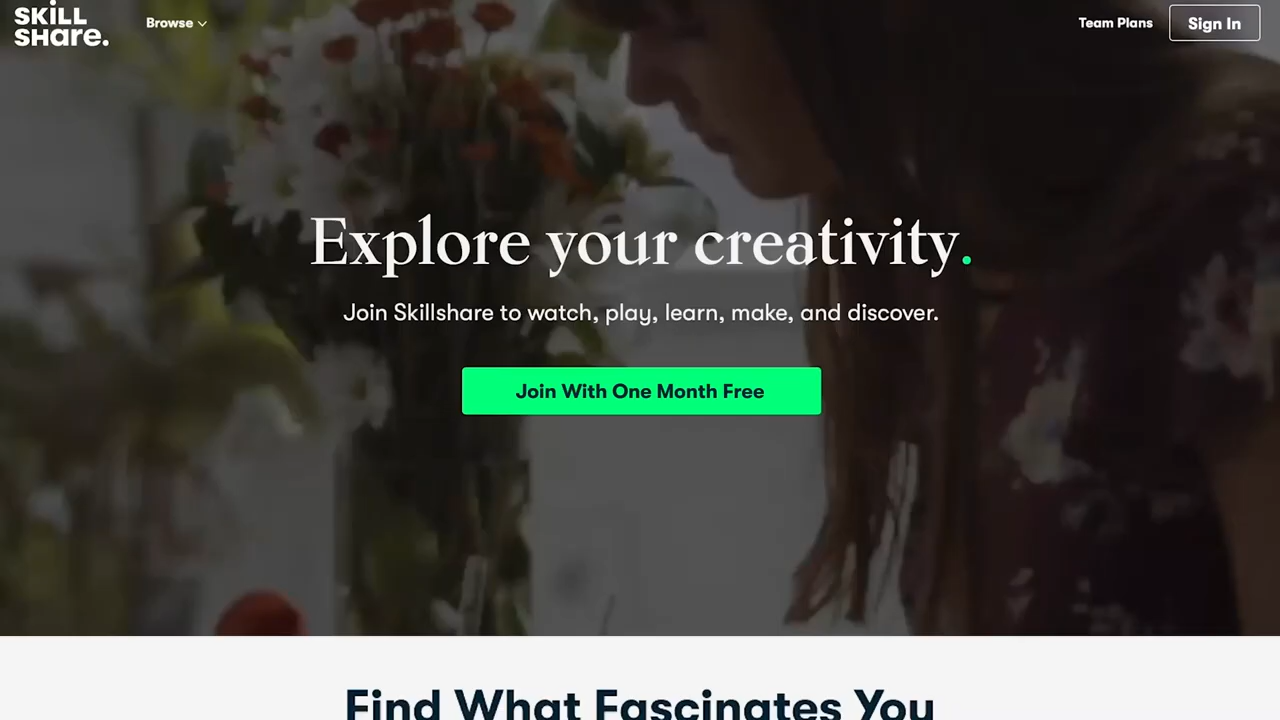 SKiLL
SHare.
Browse
Team Plans
Sign In
Explore your creativity.
Join Skillshare to watch, play, learn, make, and discover.
Join With One Month Free
Find What Fascinates You